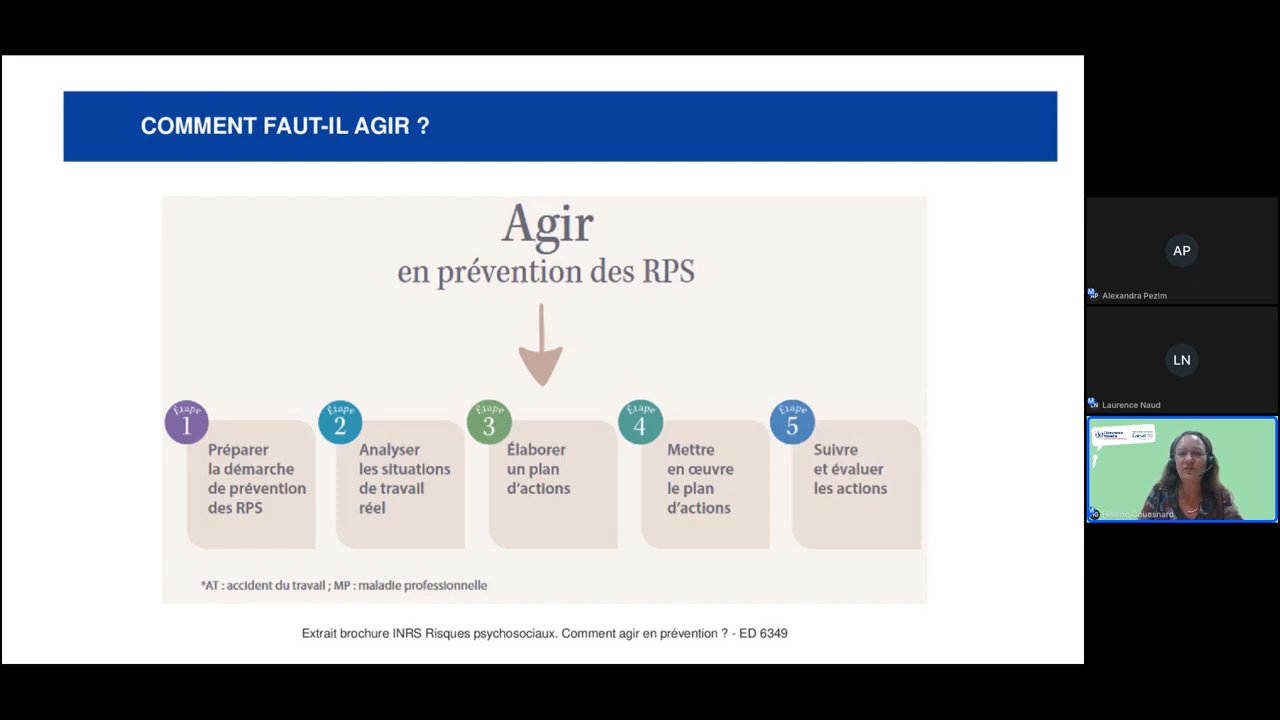 COMMENT FAUT-IL AGIR ?
Agir
en prévention des RPS
Étape
1
Préparer
la démarche
de prévention
des RPS
Étape
2
Analyser
les situations
de travail
réel
Étape
3
Élaborer
un plan
d'actions
Étape
4
Mettre
en œuvre
le plan
d'actions
Étape
5
Suivre
et évaluer
les actions
*AT : accident du travail ; MP : maladie professionnelle
Extrait brochure INRS Risques psychosociaux. Comment agir en prévention ? - ED 6349
AP
Alexandra Pezim
LN
Laurence Naud